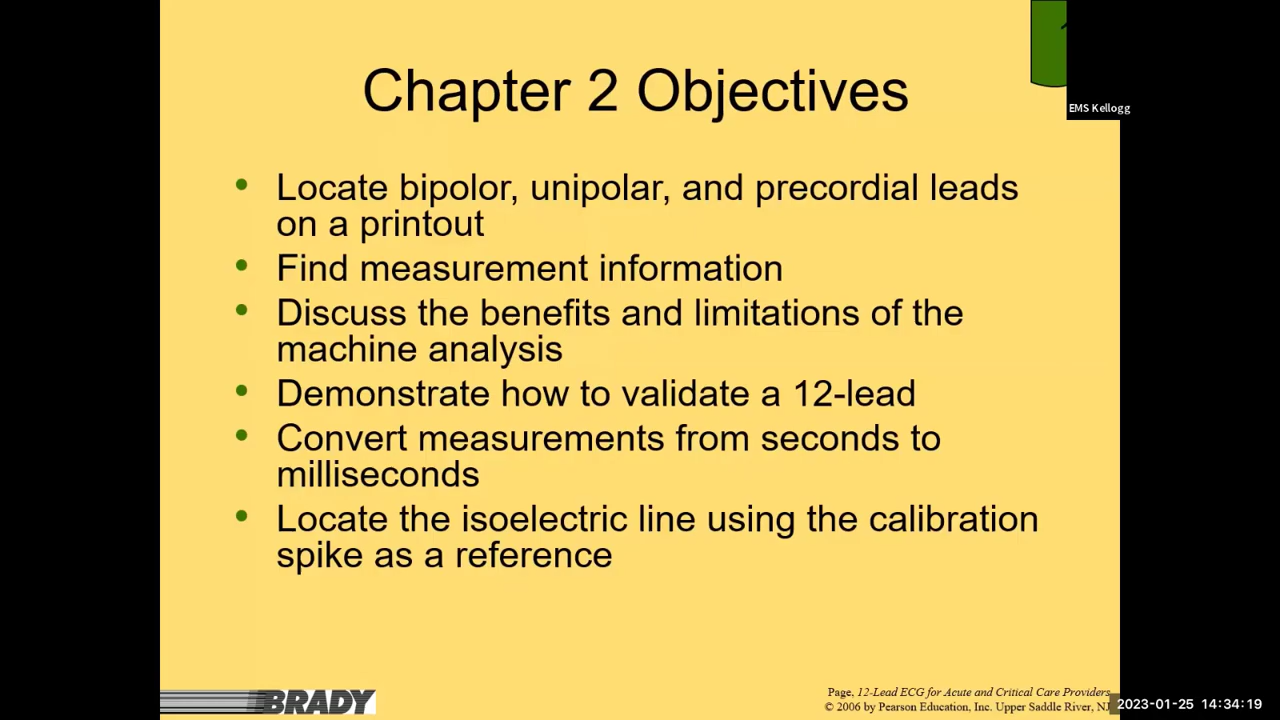 Chapter 2 Objectives
EMS Kellogg
• Locate bipolor, unipolar, and precordial leads
on a printout
• Find measurement information
• Discuss the benefits and limitations of the
machine analysis
• Demonstrate how to validate a 12-lead
• Convert measurements from seconds to
milliseconds
• Locate the isoelectric line using the calibration
spike as a reference
BRADY
Page, 12-Lead ECG for Acute and Critical Care Providers
© 2006 by Pearson Education, Inc. Upper Saddle River, NJ
2023-01-25 14:34:19